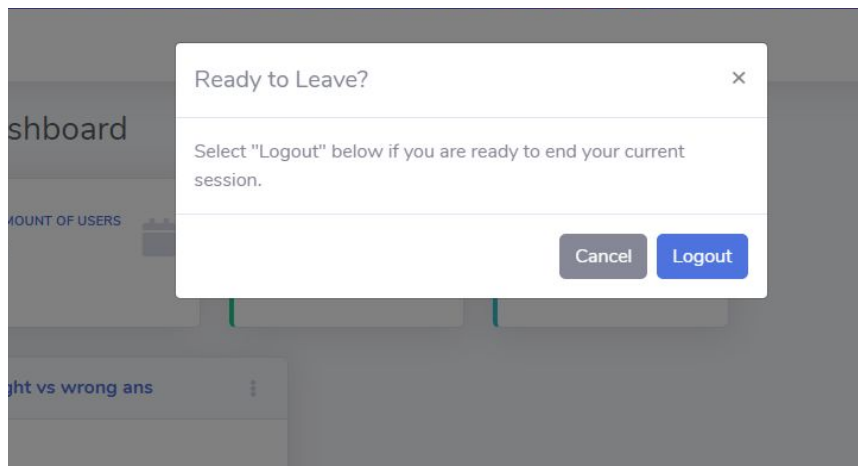 Ready to Leave?
×
shboard
Select "Logout" below if you are ready to end your current
session.
MOUNT OF USERS
Cancel
Logout
ght vs wrong ans